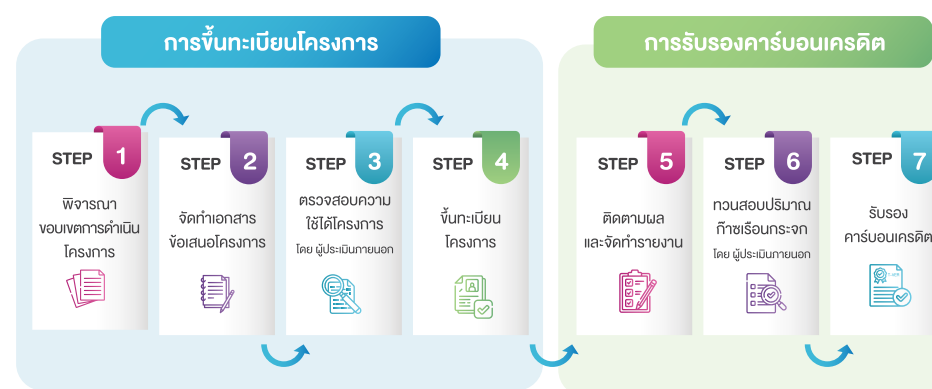 การขึ้นทะเบียนโครงการ
การรับรองคาร์บอนเครดิต
STEP 1
พิจารณา
ขอบเขตการดำเนิน
โครงการ
STEP 2
จัดทำเอกสาร
ข้อเสนอโครงการ
STEP 3
ตรวจสอบความ
ใช้ได้โครงการ
โดย ผู้ประเมินภายนอก
STEP 4
ขึ้นทะเบียน
โครงการ
STEP 5
ติดตามผล
และจัดทำรายงาน
STEP 6
ทวนสอบปริมาณ
ก๊าซเรือนกระจก
โดย ผู้ประเมินภายนอก
STEP 7
รับรอง
คาร์บอนเครดิต